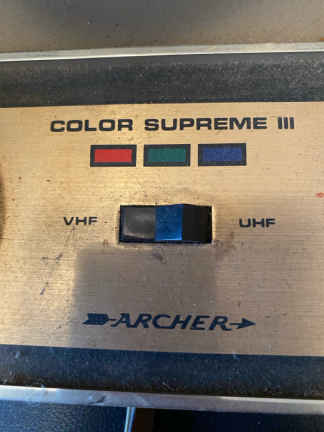 COLOR SUPREME III
VHF UHF
ARCHER